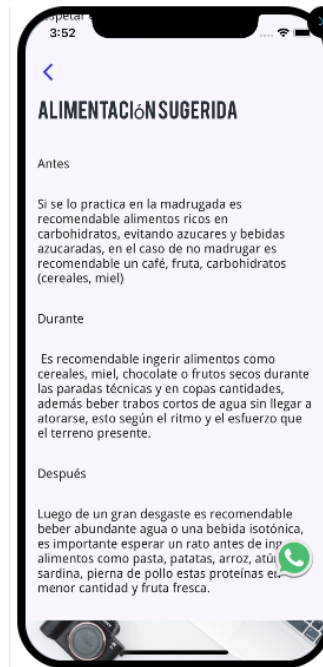 3:52
ALIMENTACIóN SUGERIDA
Antes
Si se lo practica en la madrugada es
recomendable alimentos ricos en
carbohidratos, evitando azucares y bebidas
azucaradas, en el caso de no madrugar es
recomendable un café, fruta, carbohidratos
(cereales, miel)
Durante
Es recomendable ingerir alimentos como
cereales, miel, chocolate o frutos secos durante
las paradas técnicas y en copas cantidades,
además beber trabos cortos de agua sin llegar a
atorarse, esto según el ritmo y el esfuerzo que
el terreno presente.
Después
Luego de un gran desgaste es recomendable
beber abundante agua o una bebida isotónica,
es importante esperar un rato antes de
alimentos como pasta, patatas, arroz,
sardina, pierna de pollo estas proteínas en
menor cantidad y fruta fresca.